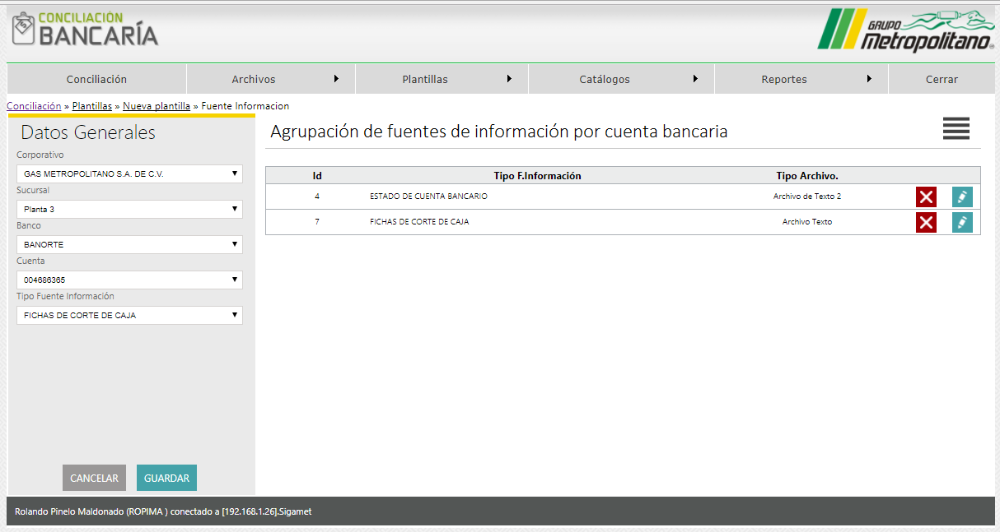 CONCILIACIÓN
BANCARÍA
GRUPO
metropolitano
Conciliación Archivos Plantillas Catálogos Reportes Cerrar
Conciliación » Plantillas » Nueva plantilla » Fuente Informacion
Datos Generales
Agrupación de fuentes de información por cuenta bancaria
Corporativo
GAS METROPOLITANO S.A. DE C.V.
Sucursal
Planta 3
Banco
BANORTE
Cuenta
004686365
Tipo Fuente Información
FICHAS DE CORTE DE CAJA
Id Tipo F.Información Tipo Archivo.
4 ESTADO DE CUENTA BANCARIO Archivo de Texto 2
7 FICHAS DE CORTE DE CAJA Archivo Texto
CANCELAR GUARDAR
Rolando Pinelo Maldonado (ROPIMA ) conectado a [192.168.1.26].Sigamet